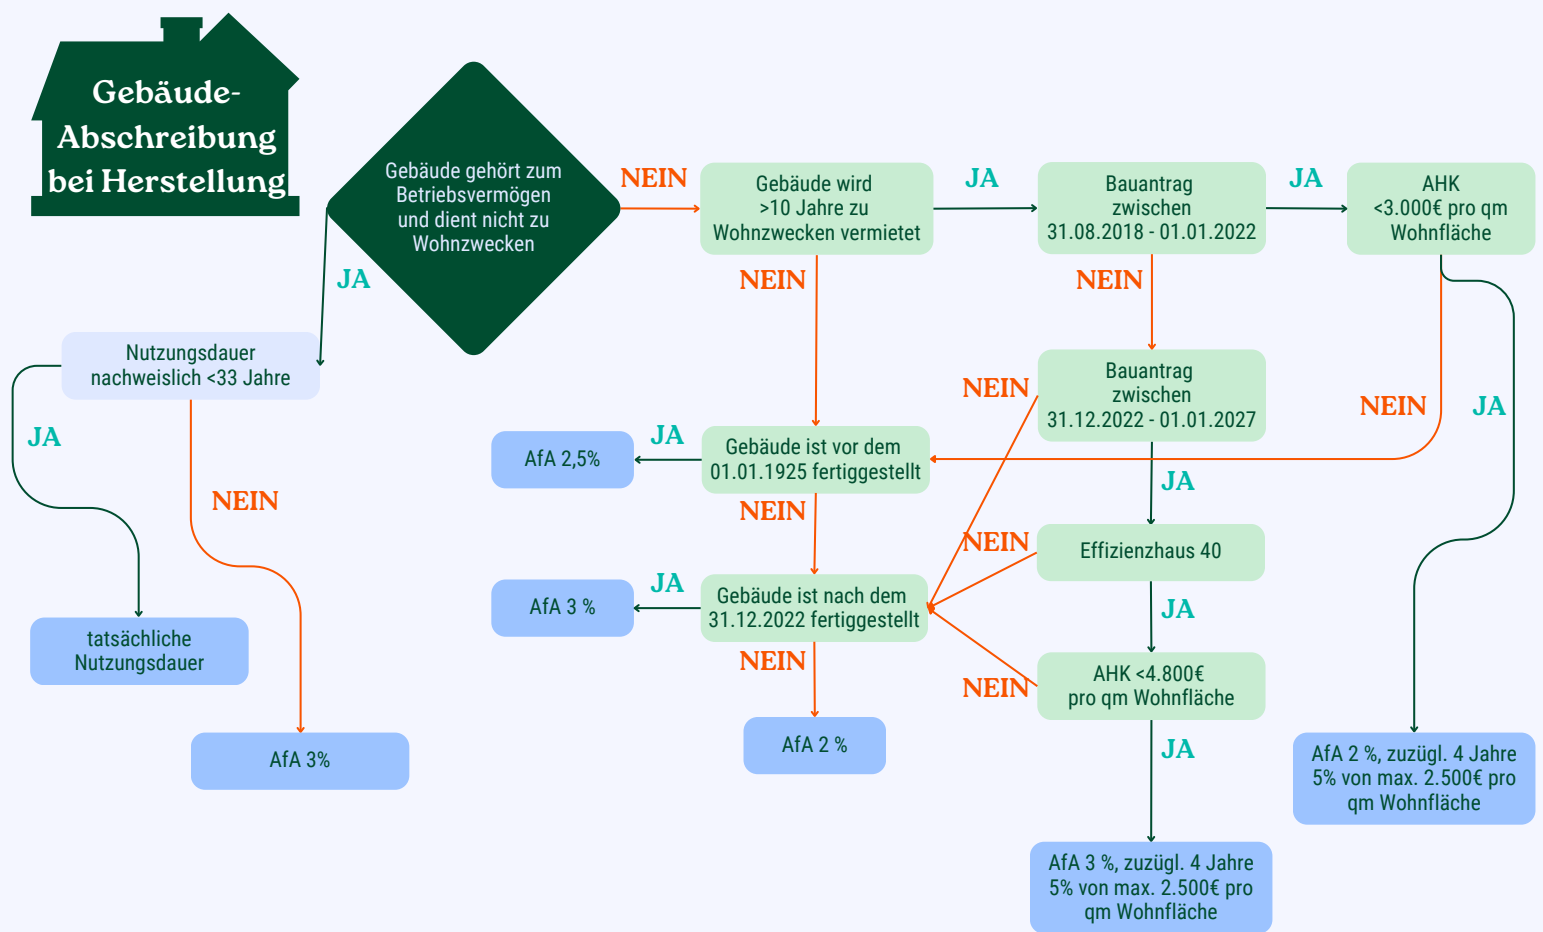 Gebäude-
Abschreibung
bei Herstellung
Gebäude gehört zum
Betriebsvermögen
und dient nicht zu
Wohnzwecken
NEIN
Gebäude wird
>10 Jahre zu
Wohnzwecken vermietet
JA
Bauantrag
zwischen
31.08.2018 - 01.01.2022
JA
AHK
<3.000€ pro qm
Wohnfläche
JA
NEIN
NEIN
Nutzungsdauer
nachweislich <33 Jahre
Bauantrag
zwischen
31.12.2022 - 01.01.2027
NEIN
NEIN
JA
JA
NEIN
AfA 2,5%
JA
Gebäude ist vor dem
01.01.1925 fertiggestellt
JA
NEIN
NEIN
Effizienzhaus 40
AfA 3 %
JA
Gebäude ist nach dem
31.12.2022 fertiggestellt
JA
tatsächliche
Nutzungsdauer
NEIN
NEIN
AHK <4.800€
pro qm Wohnfläche
JA
AfA 3%
AfA 2 %
AfA 2 %, zuzügl. 4 Jahre
5% von max. 2.500€ pro
qm Wohnfläche
AfA 3 %, zuzügl. 4 Jahre
5% von max. 2.500€ pro
qm Wohnfläche